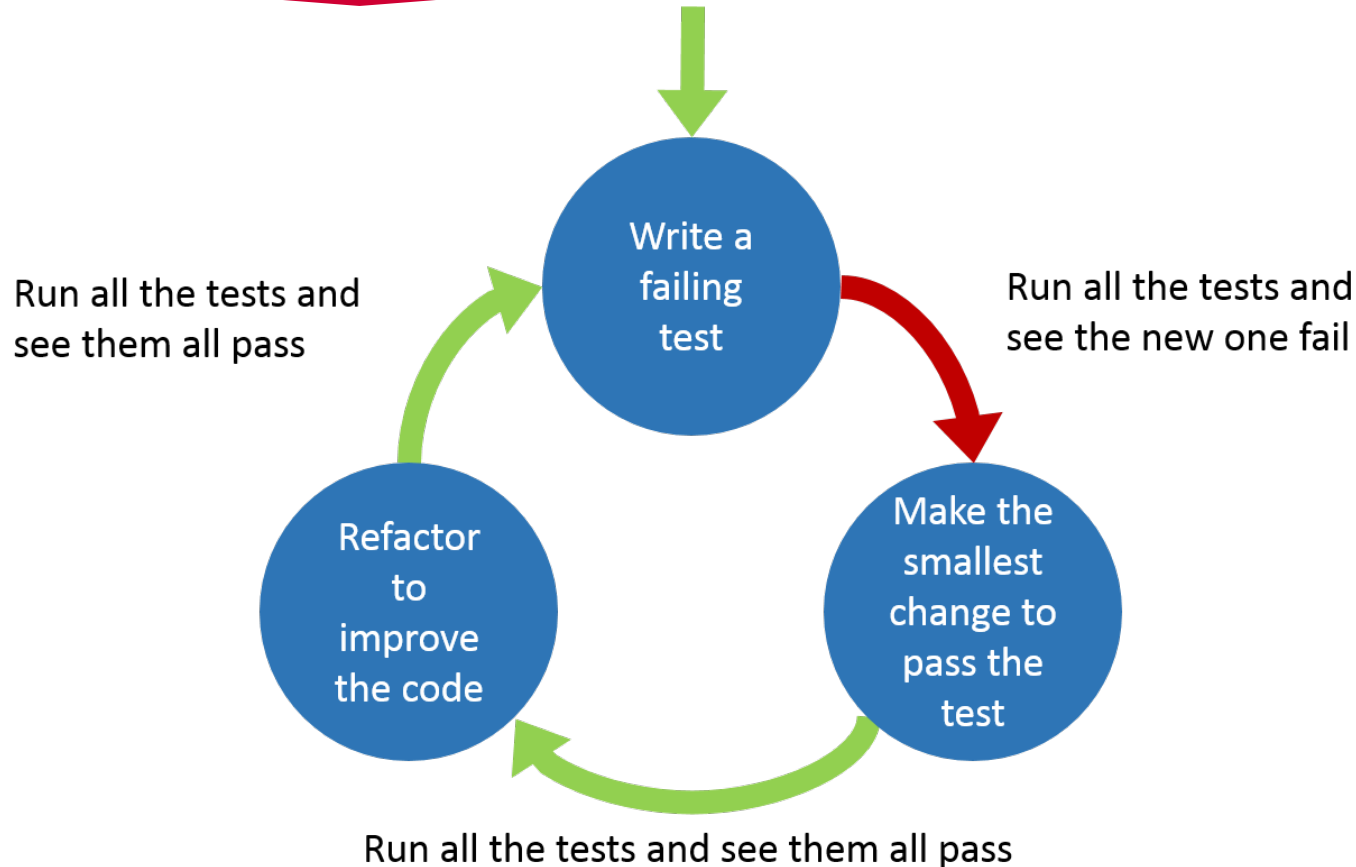 Write a
failing
test
Run all the tests and
see the new one fail
Make the
smallest
change to
pass the
test
Run all the tests and see them all pass
Refactor
to
improve
the code
Run all the tests and
see them all pass